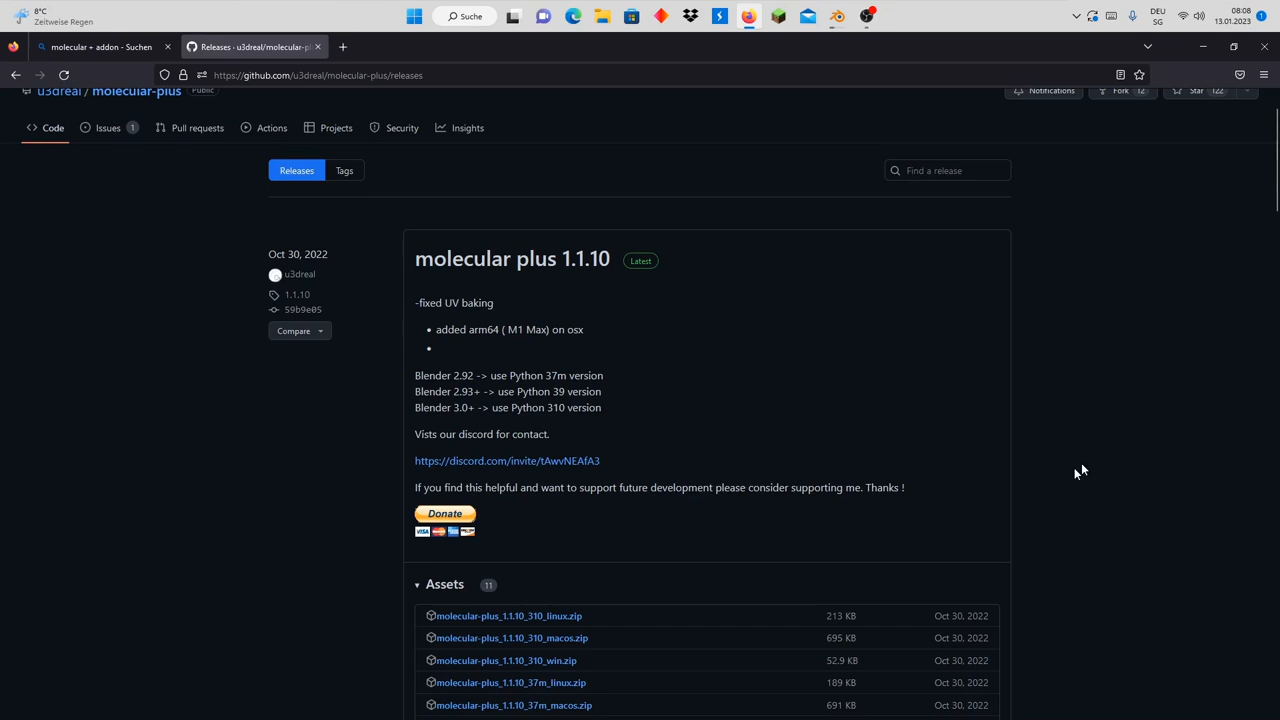 8°C
Zeitweise Regen
Suche
DEU
SG
08:08
13.01.2023
1
molecular + addon - Suchen
Releases · u3dreal/molecular-pl
https://github.com/u3dreal/molecular-plus/releases
u3dreal / molecular-plus Public
Notifications
Fork 12
Star 122
Code
Issues 1
Pull requests
Actions
Projects
Security
Insights
Releases
Tags
Find a release
Oct 30, 2022
u3dreal
1.1.10
59b9e05
Compare
molecular plus 1.1.10 Latest
-fixed UV baking
• added arm64 ( M1 Max) on osx
•
Blender 2.92 -> use Python 37m version
Blender 2.93+ -> use Python 39 version
Blender 3.0+ -> use Python 310 version
Vists our discord for contact.
https://discord.com/invite/tAwvNEAfA3
If you find this helpful and want to support future development please consider supporting me. Thanks !
Donate
VISA
Assets 11
molecular-plus_1.1.10_310_linux.zip 213 KB Oct 30, 2022
molecular-plus_1.1.10_310_macos.zip 695 KB Oct 30, 2022
molecular-plus_1.1.10_310_win.zip 52.9 KB Oct 30, 2022
molecular-plus_1.1.10_37m_linux.zip 189 KB Oct 30, 2022
molecular-plus_1.1.10_37m_macos.zip 691 KB Oct 30, 2022